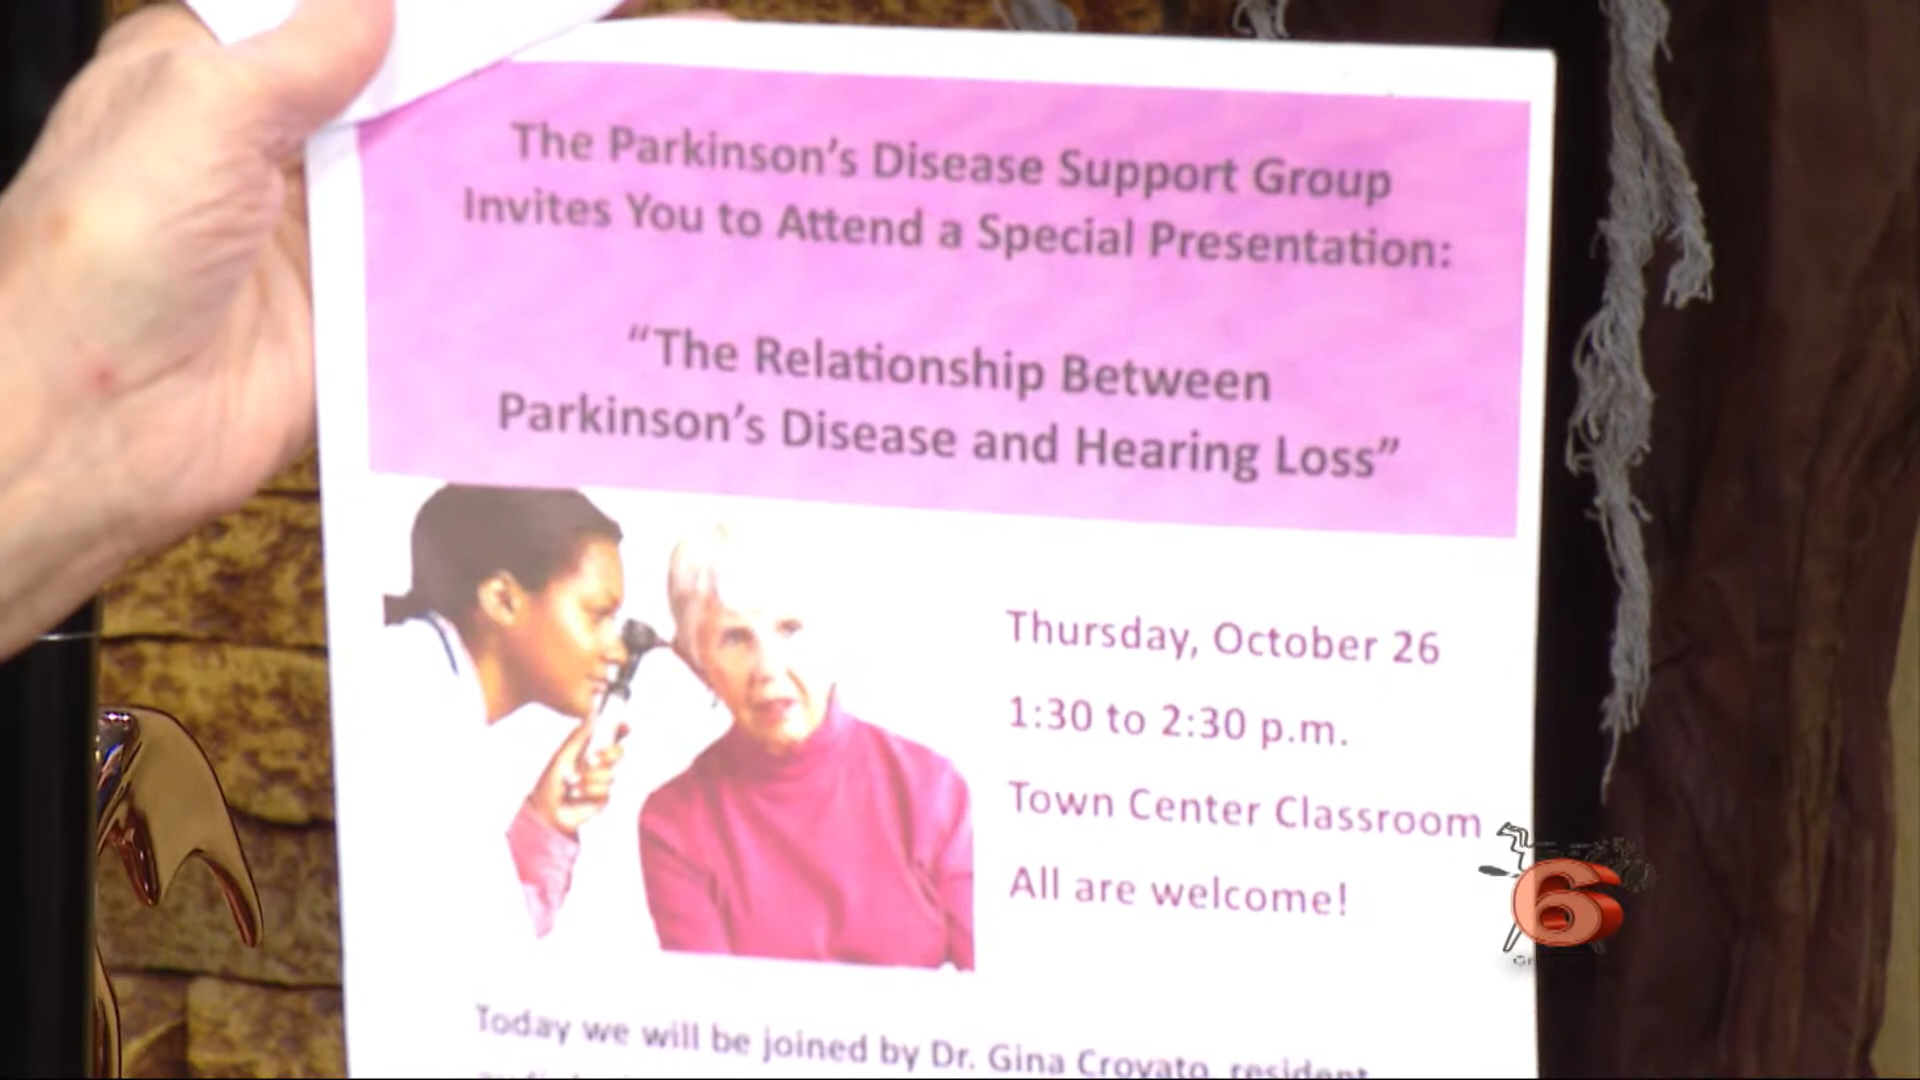 The Parkinson's Disease Support Group
Invites You to Attend a Special Presentation:
“The Relationship Between
Parkinson's Disease and Hearing Loss”
Thursday, October 26
1:30 to 2:30 p.m.
Town Center Classroom
All are welcome!
6
Today we will be joined by Dr. Gina Crovato, resident